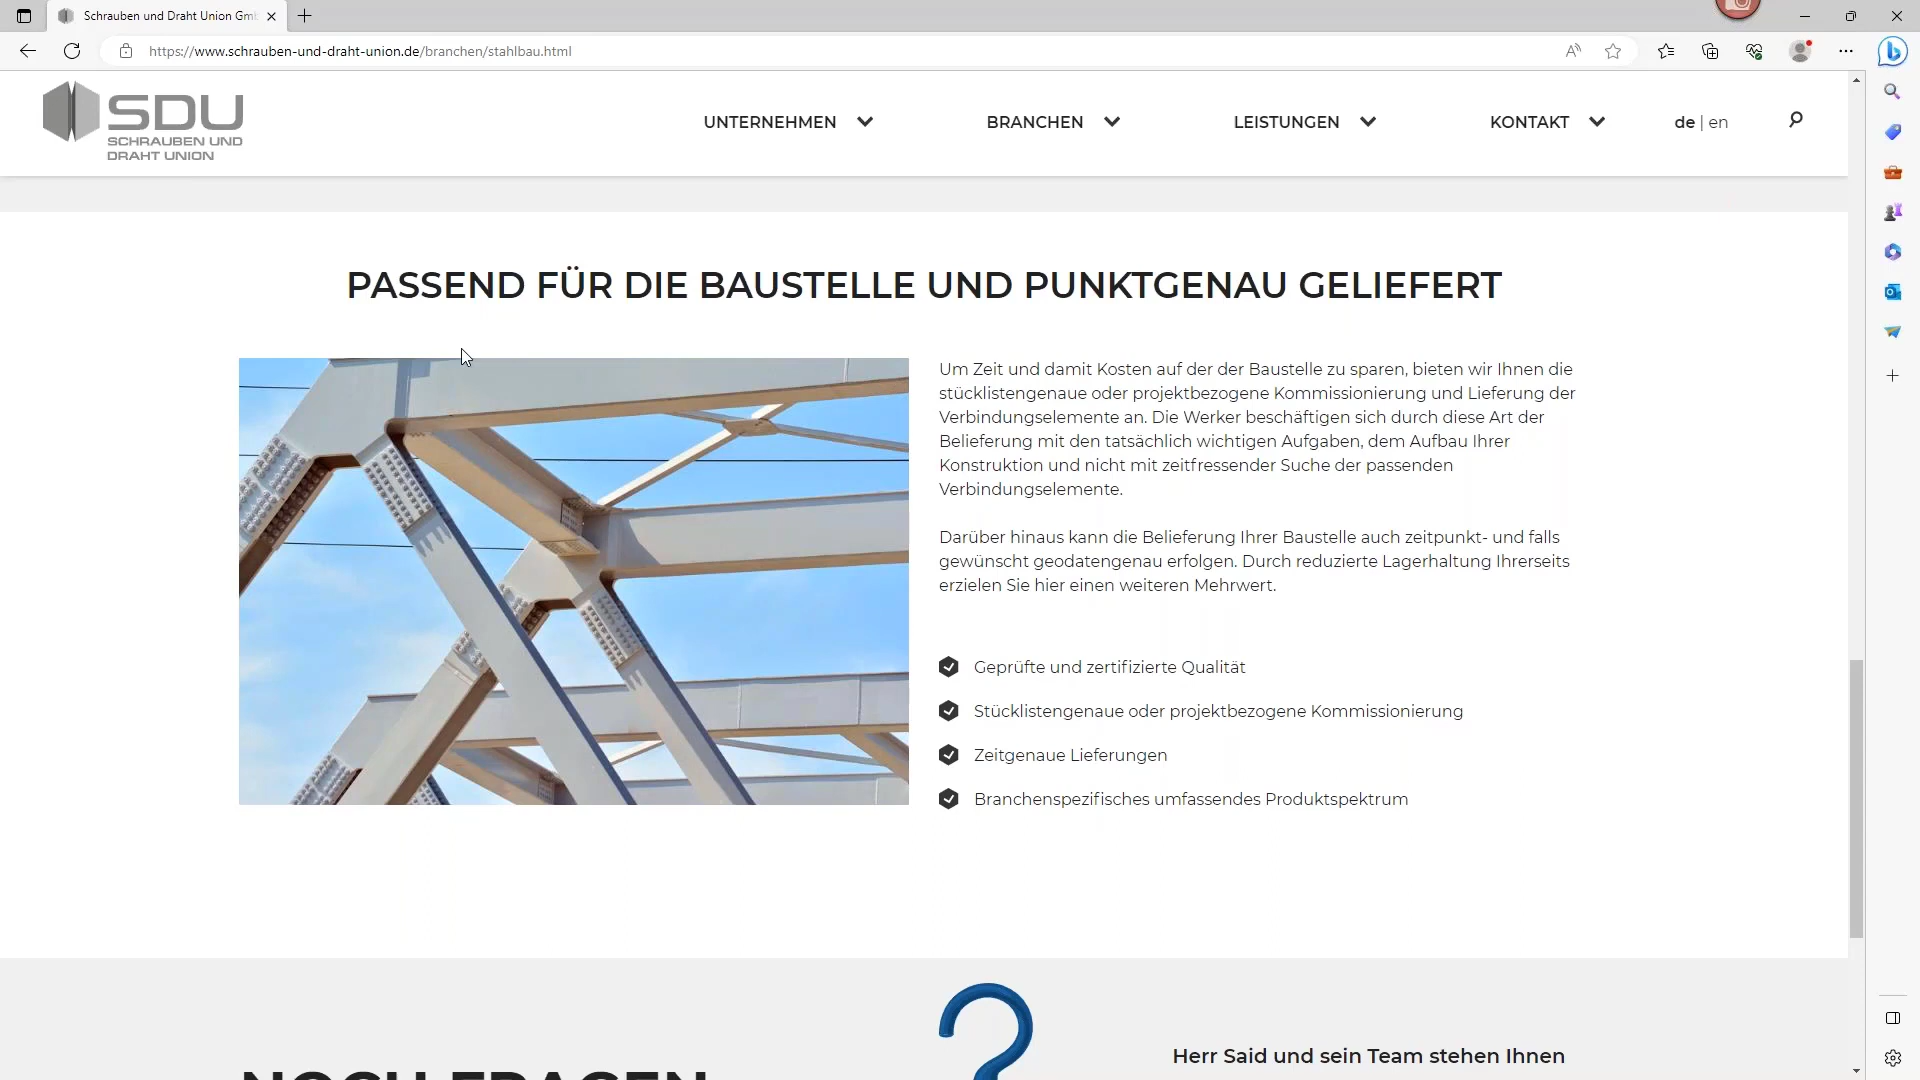 Schrauben und Draht Union Gm
https://www.schrauben-und-draht-union.de/branchen/stahlbau.html
SDU
SCHRAUBEN UND
DRAHT UNION
UNTERNEHMEN BRANCHEN LEISTUNGEN KONTAKT de | en
PASSEND FÜR DIE BAUSTELLE UND PUNKTGENAU GELIEFERT
Um Zeit und damit Kosten auf der der Baustelle zu sparen, bieten wir Ihnen die
stücklistengenaue oder projektbezogene Kommissionierung und Lieferung der
Verbindungselemente an. Die Werker beschäftigen sich durch diese Art der
Belieferung mit den tatsächlich wichtigen Aufgaben, dem Aufbau Ihrer
Konstruktion und nicht mit zeitfressender Suche der passenden
Verbindungselemente.
Darüber hinaus kann die Belieferung Ihrer Baustelle auch zeitpunkt- und falls
gewünscht geodatengenau erfolgen. Durch reduzierte Lagerhaltung Ihrerseits
erzielen Sie hier einen weiteren Mehrwert.
Geprüfte und zertifizierte Qualität
Stücklistengenaue oder projektbezogene Kommissionierung
Zeitgenaue Lieferungen
Branchenspezifisches umfassendes Produktspektrum
NOCH FRAGEN
Herr Said und sein Team stehen Ihnen